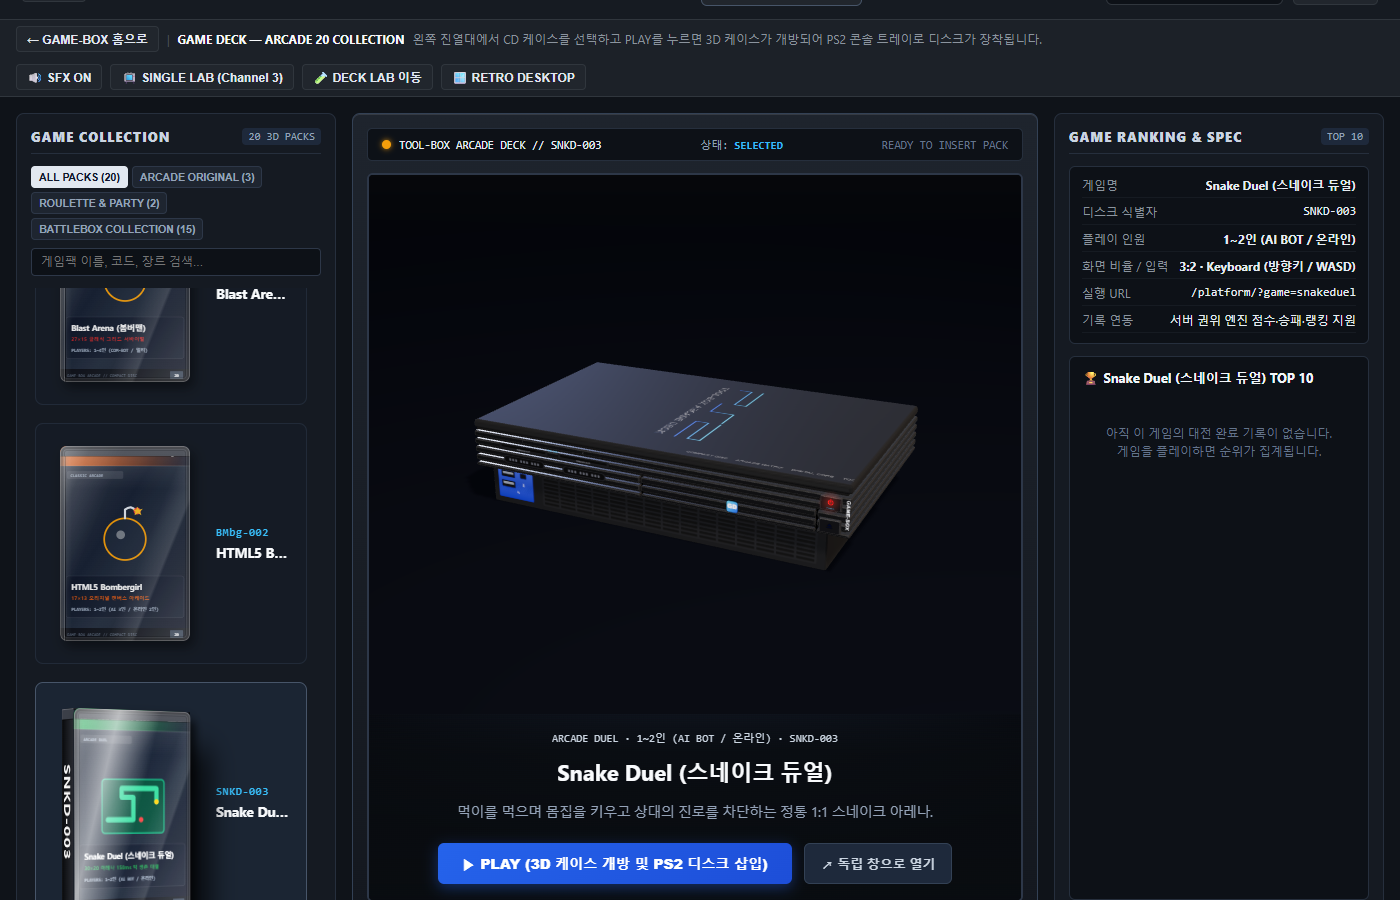 ← GAME-BOX 홈으로 | GAME DECK — ARCADE 20 COLLECTION 왼쪽 진열대에서 CD 케이스를 선택하고 PLAY를 누르면 3D 케이스가 개방되어 PS2 콘솔 트레이로 디스크가 장착됩니다.
SFX ON
SINGLE LAB (Channel 3)
DECK LAB 이동
RETRO DESKTOP
GAME COLLECTION
20 3D PACKS
ALL PACKS (20)
ARCADE ORIGINAL (3)
ROULETTE & PARTY (2)
BATTLEBOX COLLECTION (15)
게임팩 이름, 코드, 장르 검색...
Blast Arena (봄버맨)
Blast Are...
CLASSIC ARCADE
HTML5 Bombergirl
BMbg-002
HTML5 B...
SNKD-003
Snake Duel (스네이크 듀얼)
SNKD-003
Snake Du...
TOOL-BOX ARCADE DECK // SNKD-003
상태: SELECTED
READY TO INSERT PACK
GAME-BOX
ARCADE DUEL · 1~2인 (AI BOT / 온라인) · SNKD-003
Snake Duel (스네이크 듀얼)
먹이를 먹으며 몸집을 키우고 상대의 진로를 차단하는 정통 1:1 스네이크 아레나.
▶ PLAY (3D 케이스 개방 및 PS2 디스크 삽입)
↗ 독립 창으로 열기
GAME RANKING & SPEC
TOP 10
게임명 Snake Duel (스네이크 듀얼)
디스크 식별자 SNKD-003
플레이 인원 1~2인 (AI BOT / 온라인)
화면 비율 / 입력 3:2 · Keyboard (방향키 / WASD)
실행 URL /platform/?game=snakeduel
기록 연동 서버 권위 엔진 점수·승패·랭킹 지원
🏆 Snake Duel (스네이크 듀얼) TOP 10
아직 이 게임의 대전 완료 기록이 없습니다.
게임을 플레이하면 순위가 집계됩니다.